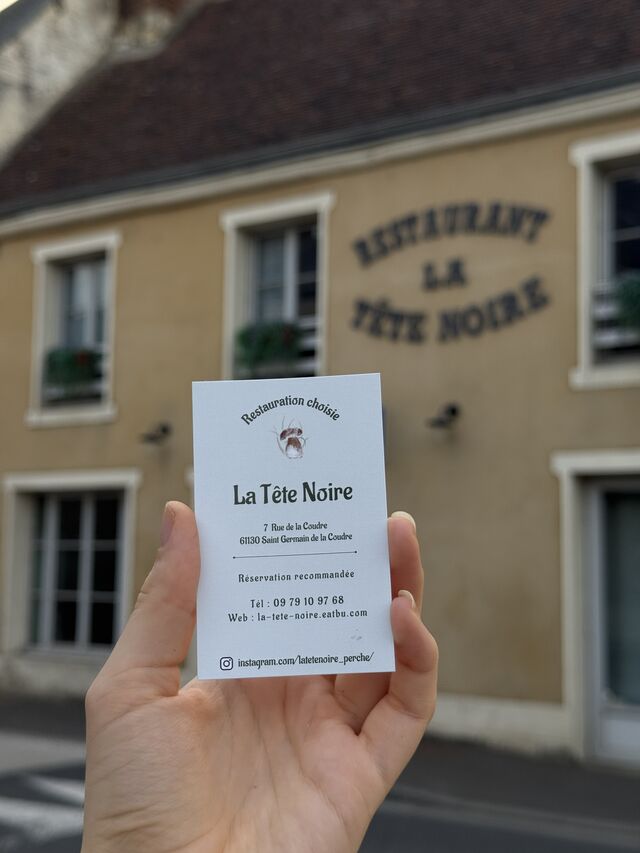 RESTAURANT
LA
TÊTE NOIRE
Restauration choisie
La Tête Noire
7 Rue de la Coudre
61130 Saint Germain de la Coudre
Réservation recommandée
Tél : 09 79 10 97 68
Web : la-tete-noire.eatbu.com
instagram.com/latetenoire_perche/